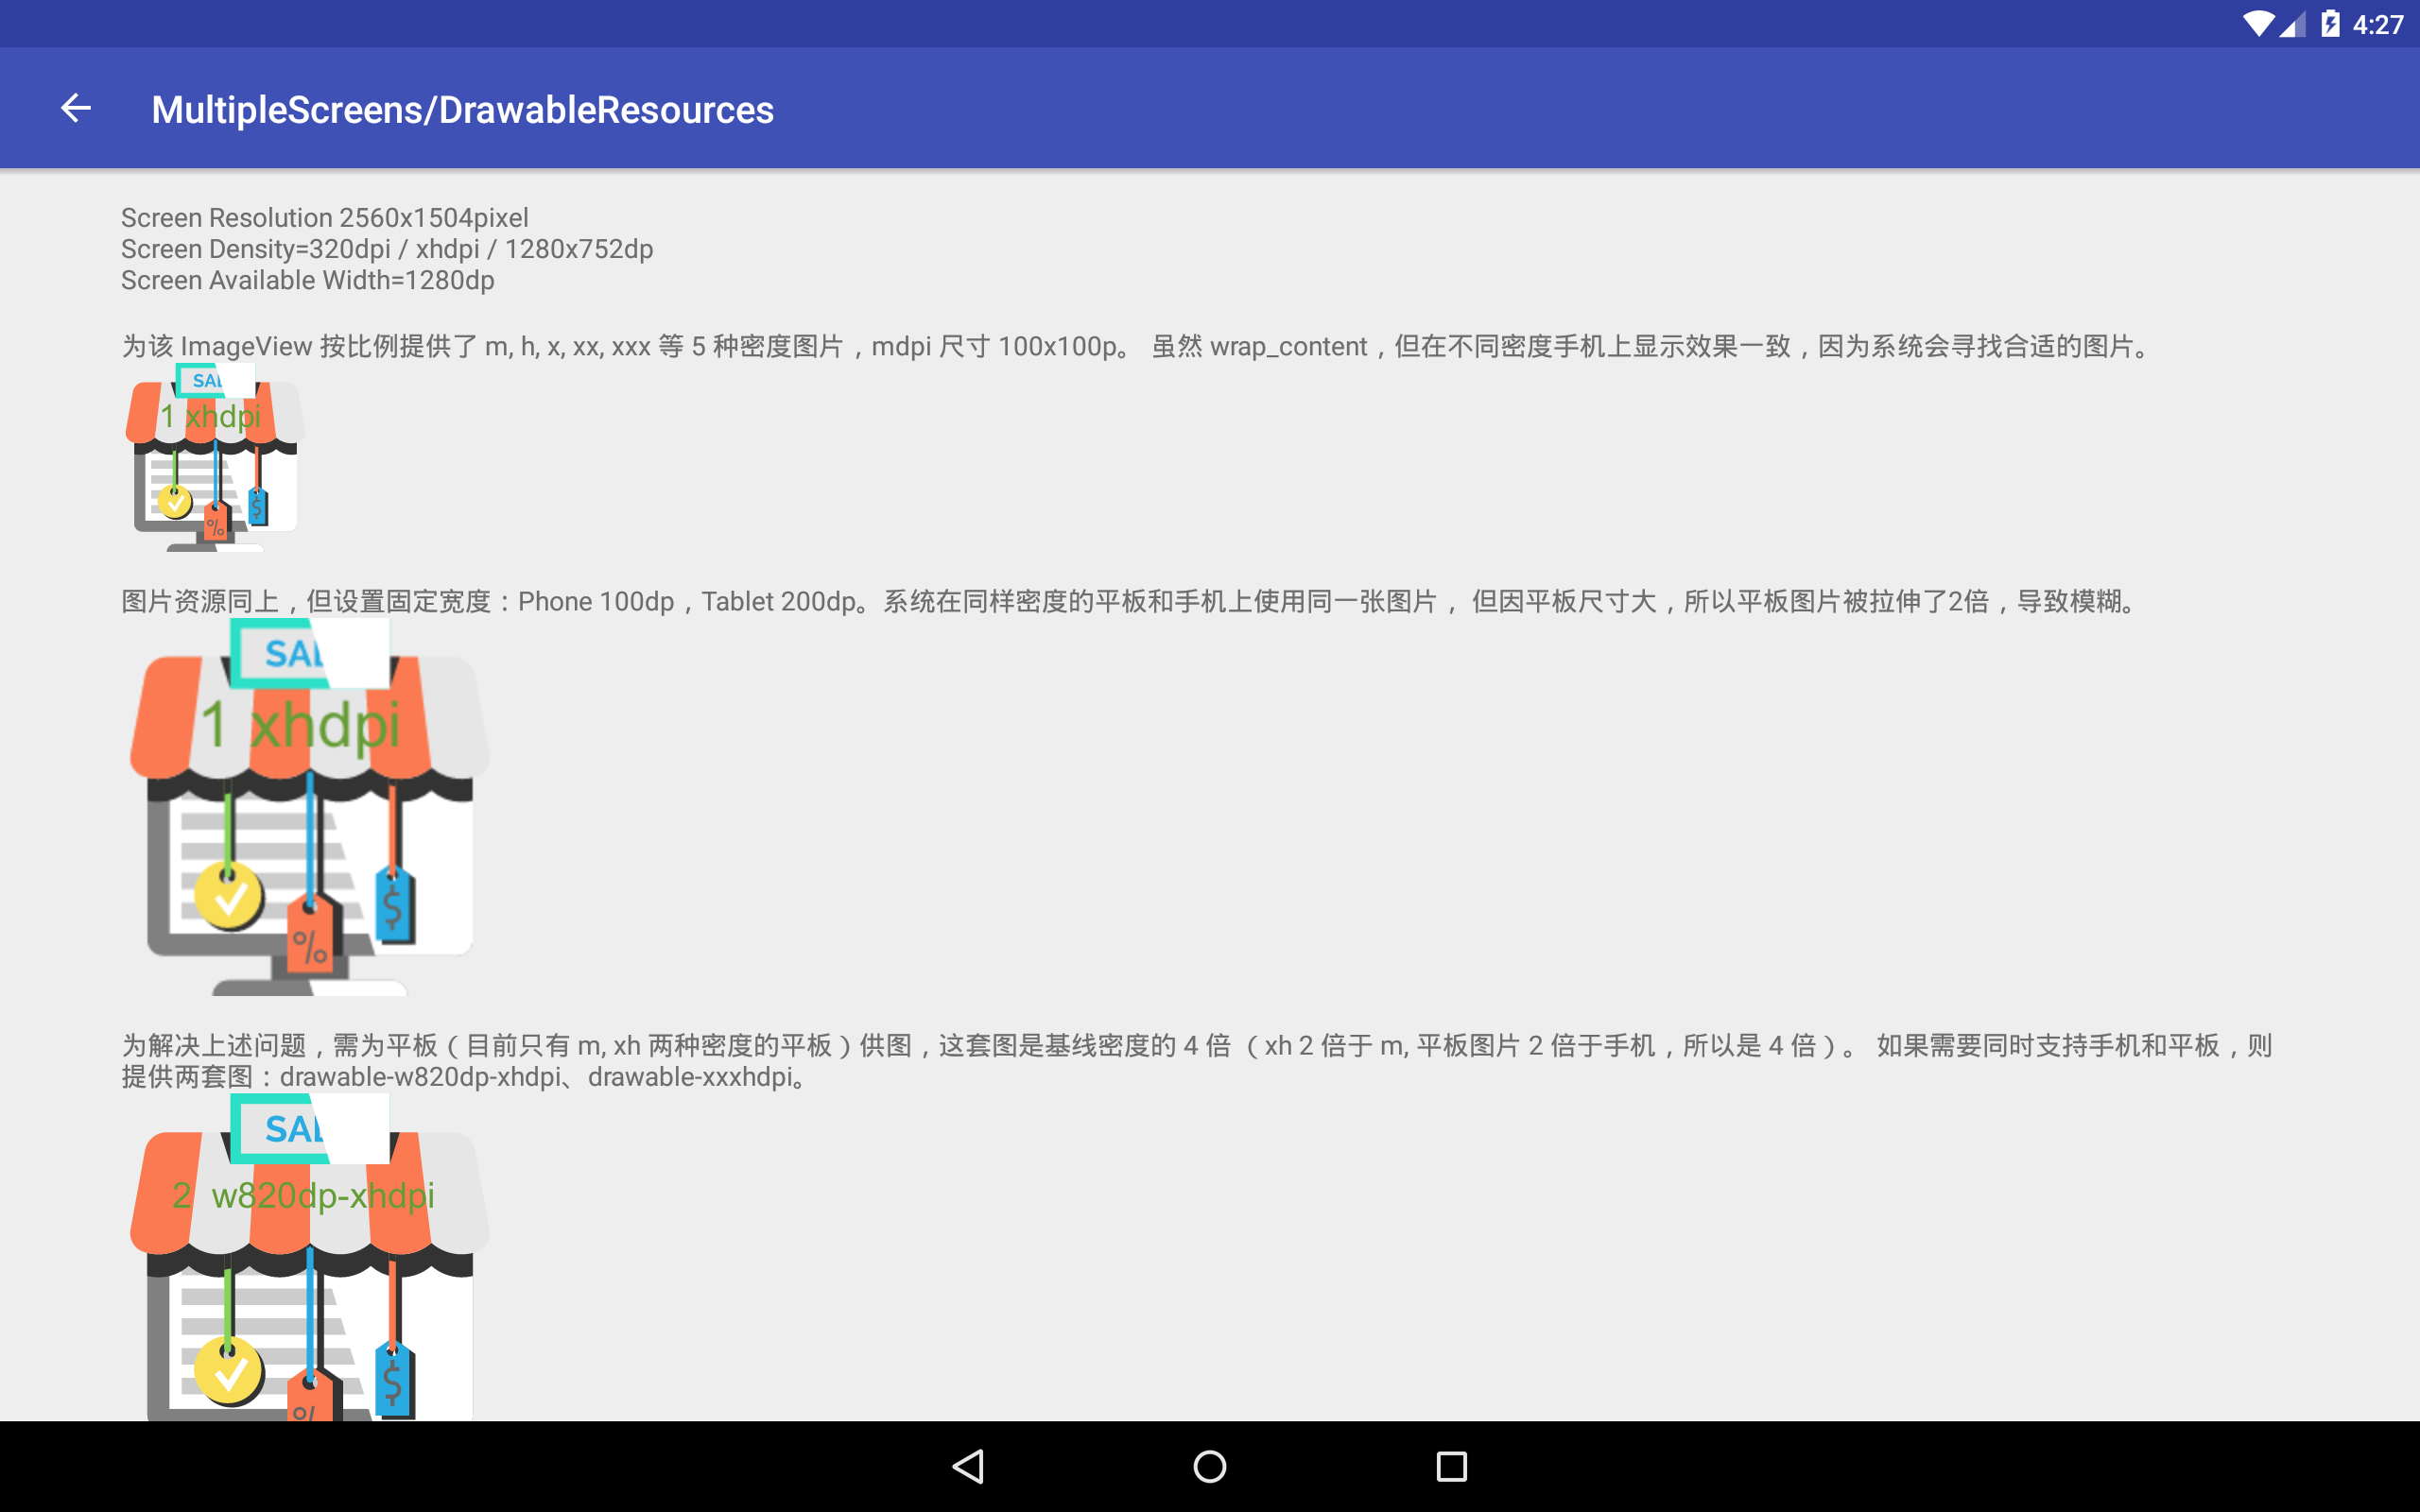 4:27
MultipleScreens/DrawableResources
Screen Resolution 2560x1504pixel
Screen Density=320dpi / xhdpi / 1280x752dp
Screen Available Width=1280dp
为该 ImageView 按比例提供了 m, h, x, xx, xxx 等 5 种密度图片，mdpi 尺寸 100x100p。 虽然 wrap_content，但在不同密度手机上显示效果一致，因为系统会寻找合适的图片。
SAL
1 xhdpi
$
%
图片资源同上，但设置固定宽度：Phone 100dp，Tablet 200dp。系统在同样密度的平板和手机上使用同一张图片， 但因平板尺寸大，所以平板图片被拉伸了2倍，导致模糊。
SAL
1 xhdpi
$
%
为解决上述问题，需为平板（目前只有 m, xh 两种密度的平板）供图，这套图是基线密度的 4 倍 （xh 2 倍于 m, 平板图片 2 倍于手机，所以是 4 倍）。 如果需要同时支持手机和平板，则
提供两套图：drawable-w820dp-xhdpi、drawable-xxxhdpi。
SAL
2 w820dp-xhdpi
$
%